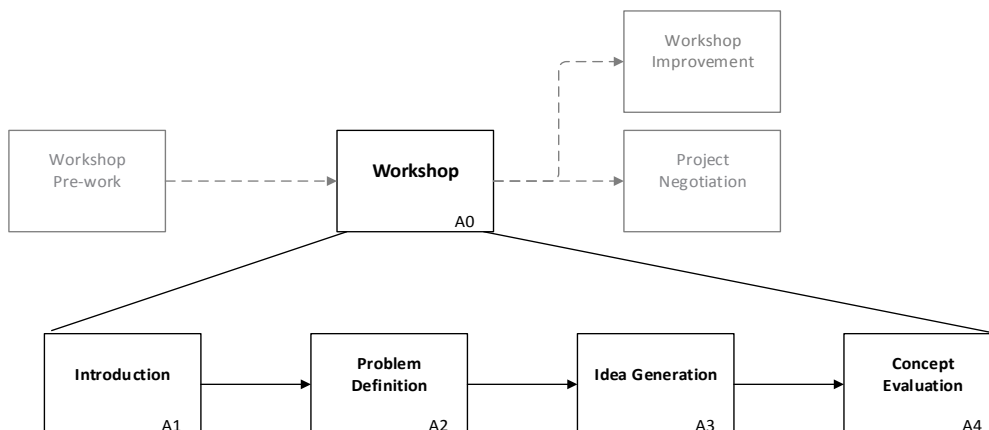 Workshop
Improvement
Workshop
Pre-work
Workshop
A0
Project
Negotiation
Introduction
A1
Problem
Definition
A2
Idea Generation
A3
Concept
Evaluation
A4